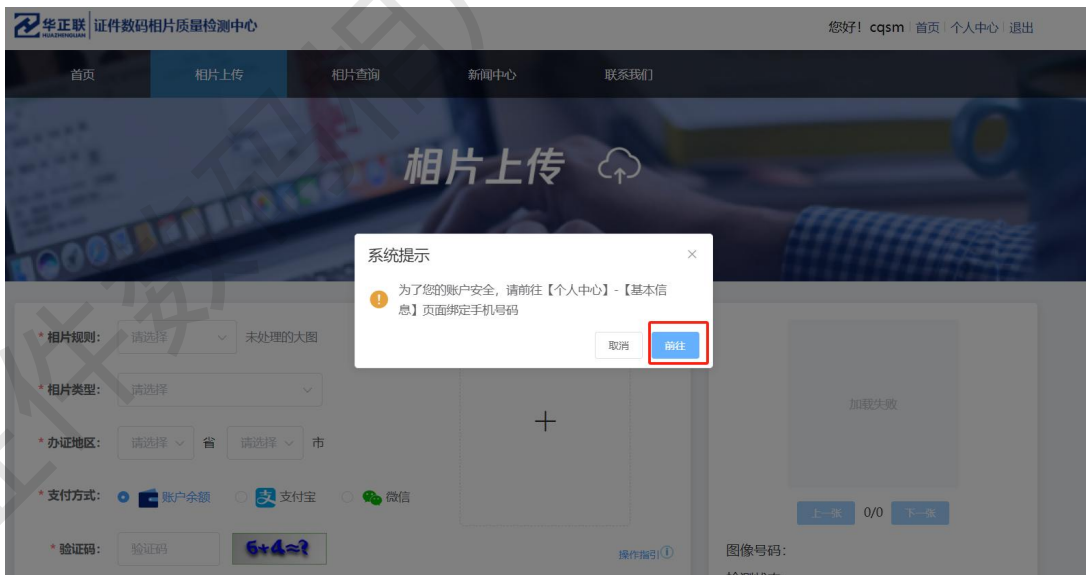 华正联 证件数码相片质量检测中心
HUAZHENGLIAN
您好！cqsm 首页 个人中心 退出
首页 相片上传 相片查询 新闻中心 联系我们
相片上传
系统提示 ×
为了您的账户安全，请前往【个人中心】-【基本信
息】页面绑定手机号码
取消 前往
*相片规则： 请选择 未处理的大图
*相片类型： 请选择
加载失败
*办证地区： 请选择 省 请选择 市
*支付方式： 账户余额 支付宝 微信
上一张 0/0 下一张
*验证码： 验证码 6+4=? 操作指引
图像号码：